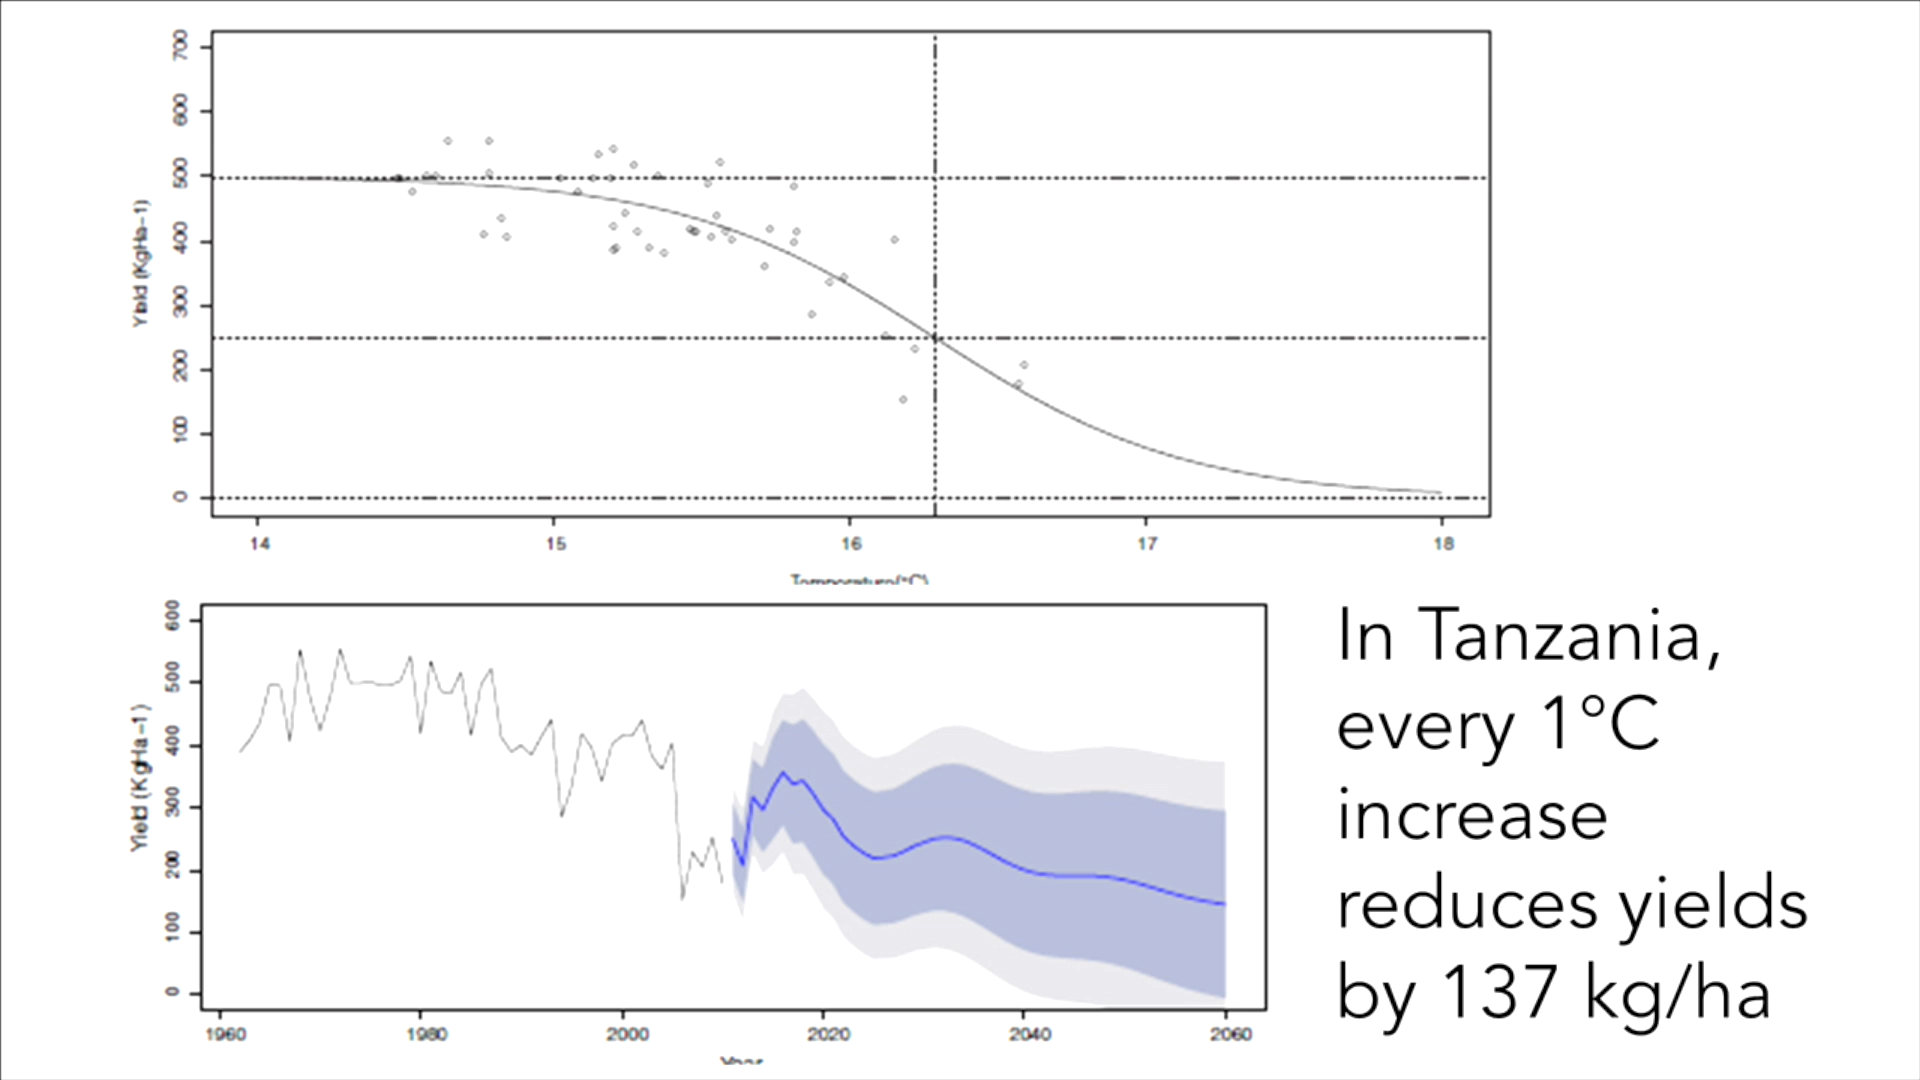 700
600
500
400
300
200
100
0
Yield (KgHa-1)
14 15 16 17 18
Temperature(°C)
600
500
400
300
200
100
0
Yield (KgHa-1)
1960 1980 2000 2020 2040 2060
Year
In Tanzania,
every 1°C
increase
reduces yields
by 137 kg/ha